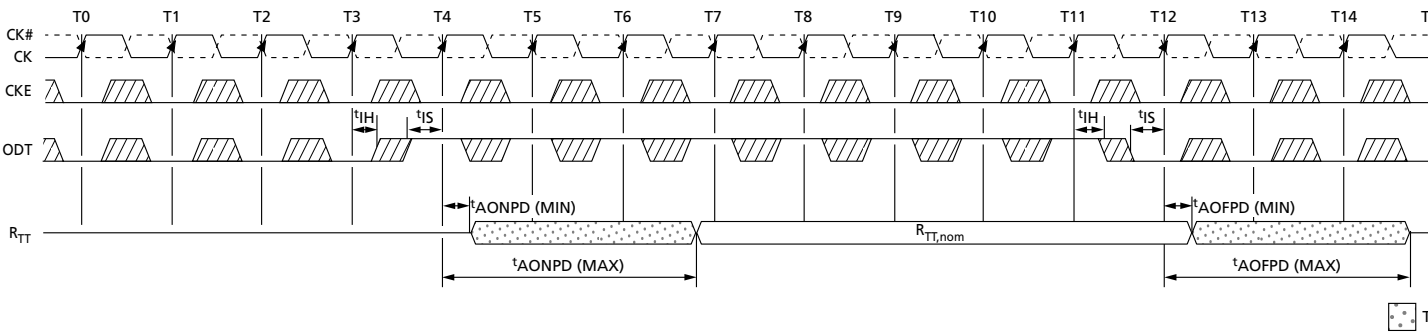 T0 T1 T2 T3 T4 T5 T6 T7 T8 T9 T10 T11 T12 T13 T14
CK#
CK
CKE
tIH tIS tIH tIS
ODT
tAONPD (MIN) tAOFPD (MIN)
RTT RTT,nom
tAONPD (MAX) tAOFPD (MAX)